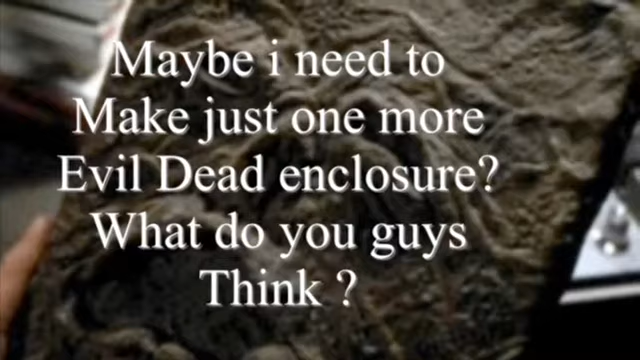 Maybe i need to
Make just one more
Evil Dead enclosure?
What do you guys
Think ?